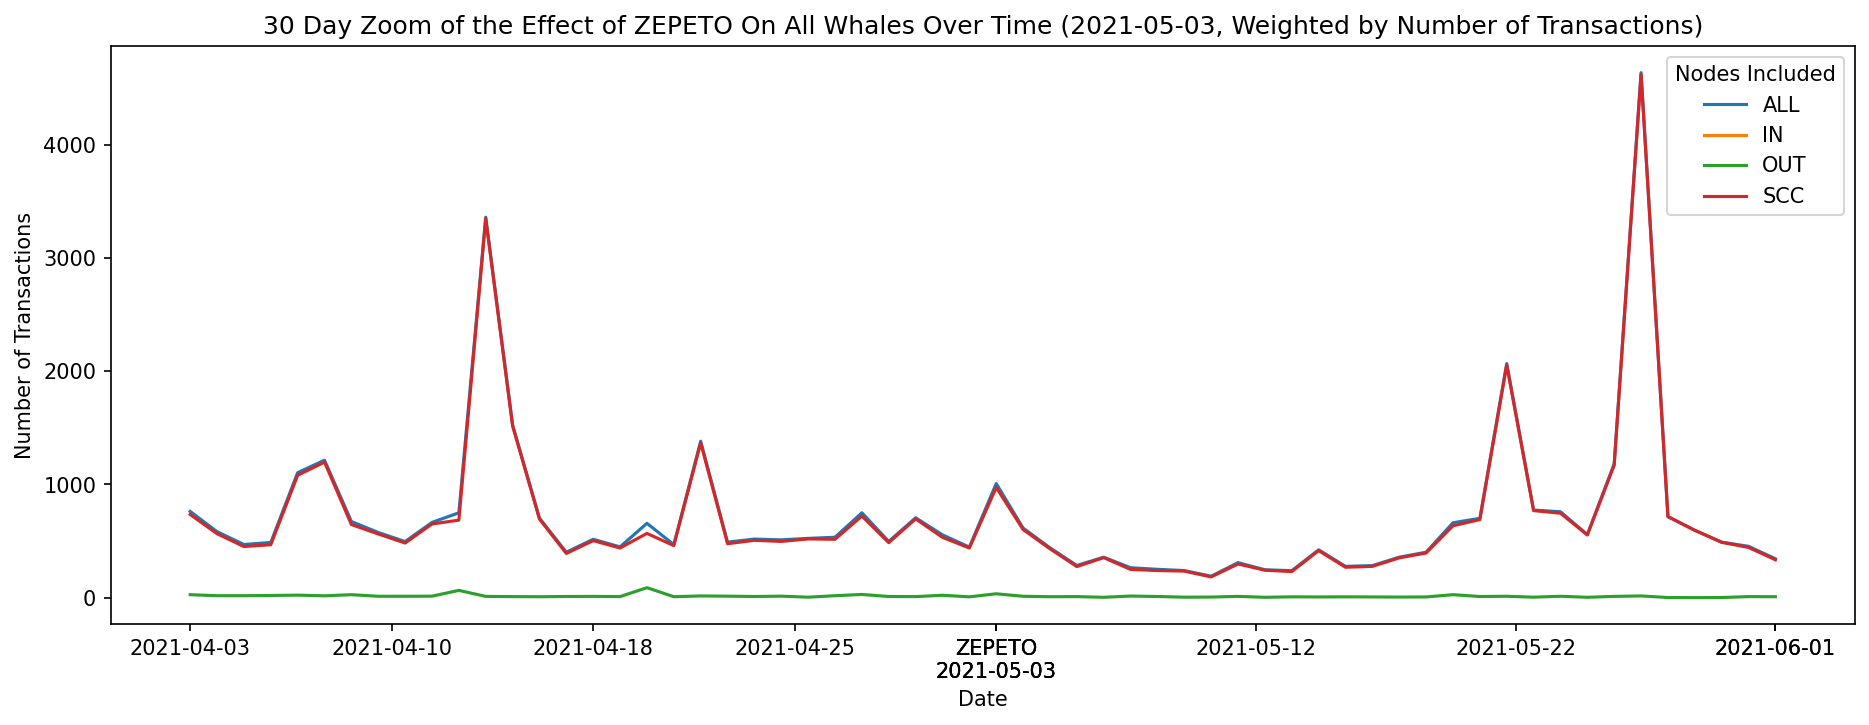 30 Day Zoom of the Effect of ZEPETO On All Whales Over Time (2021-05-03, Weighted by Number of Transactions)
Nodes Included
ALL
IN
OUT
SCC
Number of Transactions
4000
3000
2000
1000
0
2021-04-03 2021-04-10 2021-04-18 2021-04-25 ZEPETO 2021-05-12 2021-05-22 2021-06-01
2021-05-03
Date